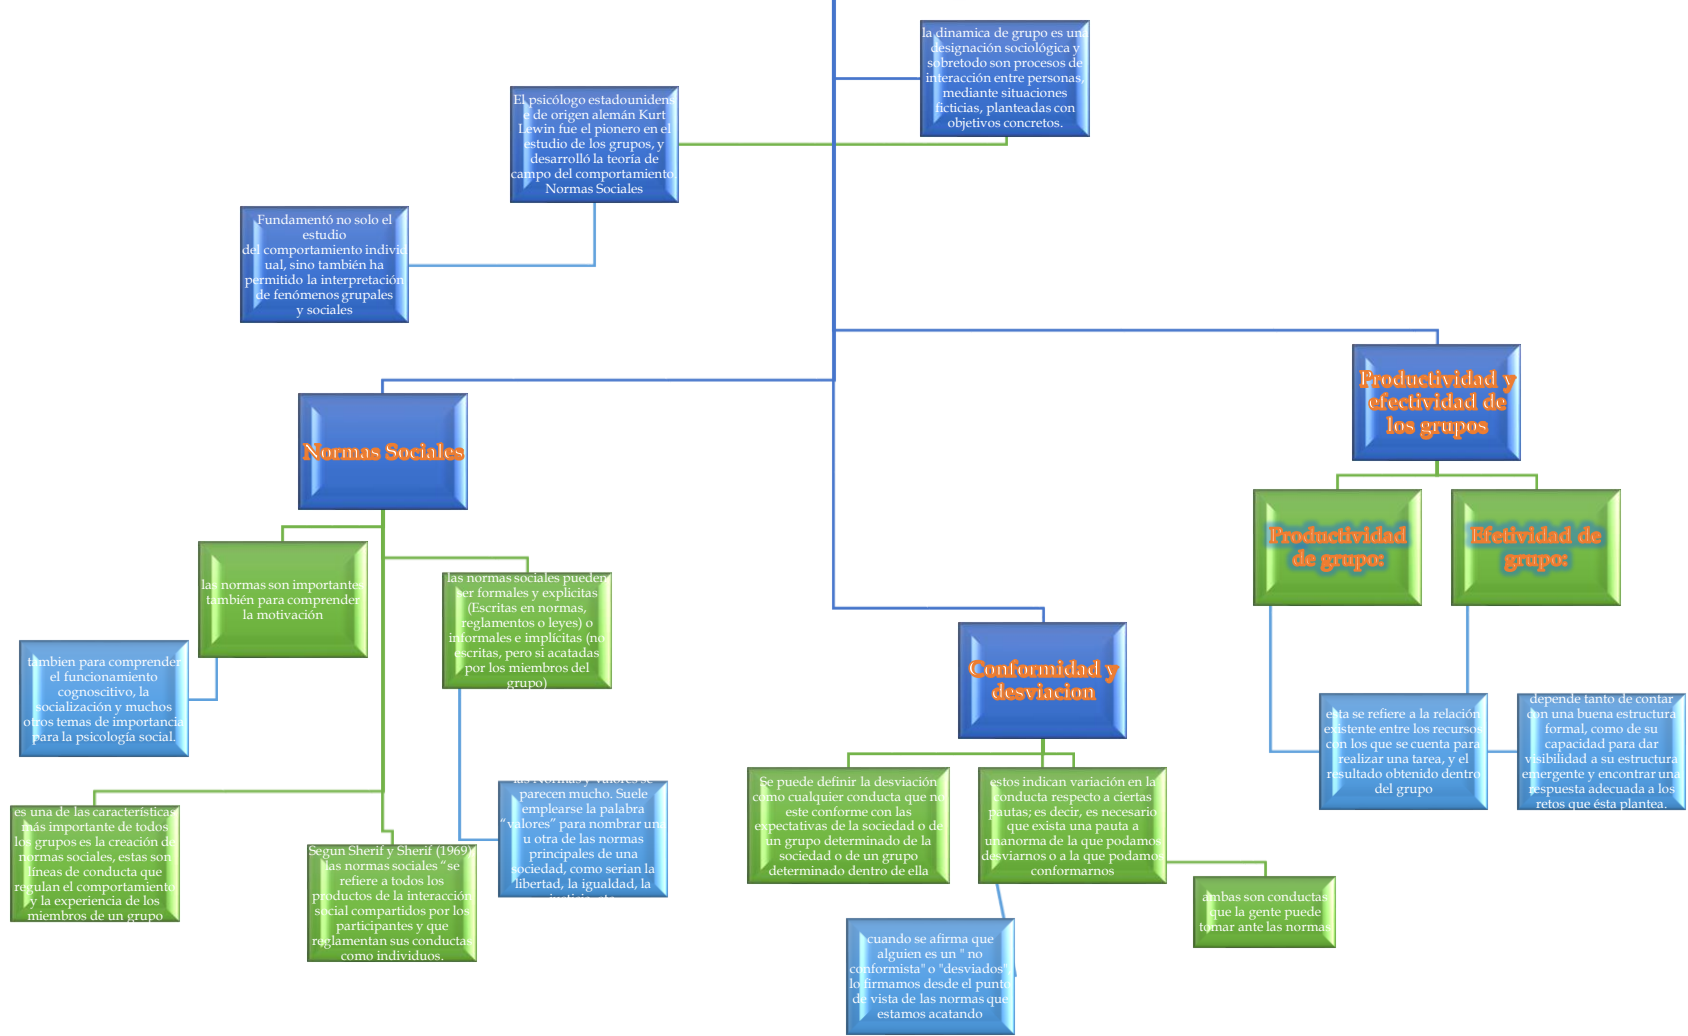 la dinamica de grupo es una
designación sociológica y
sobretodo son procesos de
interacción entre personas,
mediante situaciones
ficticias, planteadas con
objetivos concretos.
El psicólogo estadounidens
e de origen alemán Kurt
Lewin fue el pionero en el
estudio de los grupos, y
desarrolló la teoría de
campo del comportamiento
Normas Sociales
Fundamentó no solo el
estudio
del comportamiento individ
ual, sino también ha
permitido la interpretación
de fenómenos grupales
y sociales
Normas Sociales
las normas son importantes
también para comprender
la motivación
tambien para comprender
el funcionamiento
cognoscitivo, la
socialización y muchos
otros temas de importancia
para la psicología social.
las normas sociales pueden
ser formales y explicitas
(Escritas en normas,
reglamentos o leyes) o
informales e implícitas (no
escritas, pero si acatadas
por los miembros del
grupo)
las Normas y valores se
parecen mucho. Suele
emplearse la palabra
“valores” para nombrar una
u otra de las normas
principales de una
sociedad, como serian la
libertad, la igualdad, la
es una de las características
más importante de todos
los grupos es la creación de
normas sociales, estas son
líneas de conducta que
regulan el comportamiento
y la experiencia de los
miembros de un grupo
Segun Sherif y Sherif (1969)
las normas sociales “se
refiere a todos los
productos de la interacción
social compartidos por los
participantes y que
reglamentan sus conductas
como individuos.
Conformidad y
desviacion
Se puede definir la desviación
como cualquier conducta que no
este conforme con las
expectativas de la sociedad o de
un grupo determinado de la
sociedad o de un grupo
determinado dentro de ella
estos indican variación en la
conducta respecto a ciertas
pautas; es decir, es necesario
que exista una pauta a
unanorma de la que podamos
desviarnos o a la que podamos
conformarnos
cuando se afirma que
alguien es un " no
conformista" o "desviados"
lo firmamos desde el punto
de vista de las normas que
estamos acatando
ambas son conductas
que la gente puede
tomar ante las normas
Productividad y
efectividad de
los grupos
Productividad
de grupo:
Efetividad de
grupo:
esta se refiere a la relación
existente entre los recursos
con los que se cuenta para
realizar una tarea, y el
resultado obtenido dentro
del grupo
depende tanto de contar
con una buena estructura
formal, como de su
capacidad para dar
visibilidad a su estructura
emergente y encontrar una
respuesta adecuada a los
retos que ésta plantea.